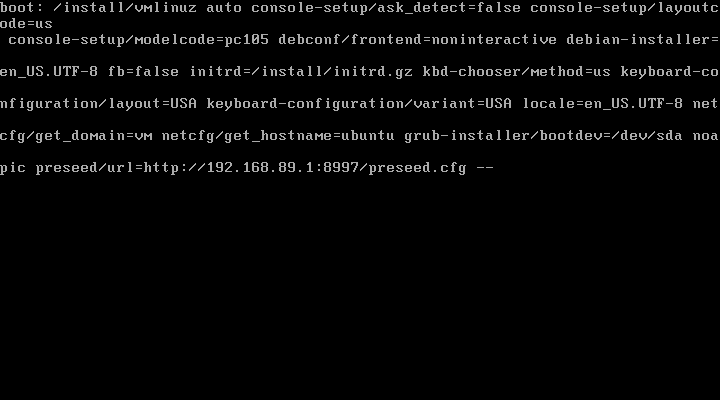 boot: /install/vmlinuz auto console-setup/ask_detect=false console-setup/layoutc
ode=us
 console-setup/modelcode=pc105 debconf/frontend=noninteractive debian-installer=
en_US.UTF-8 fb=false initrd=/install/initrd.gz kbd-chooser/method=us keyboard-co
nfiguration/layout=USA keyboard-configuration/variant=USA locale=en_US.UTF-8 net
cfg/get_domain=vm netcfg/get_hostname=ubuntu grub-installer/bootdev=/dev/sda noa
pic preseed/url=http://192.168.89.1:8997/preseed.cfg --